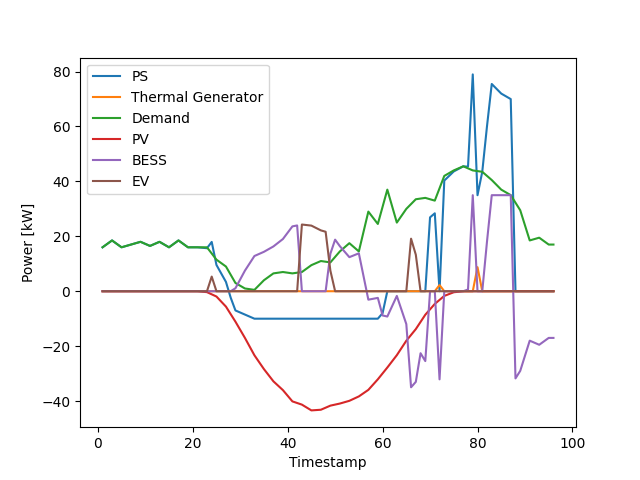 PS
Thermal Generator
Demand
PV
BESS
EV
Power [kW]
80
60
40
20
0
−20
−40
0 20 40 60 80 100
Timestamp